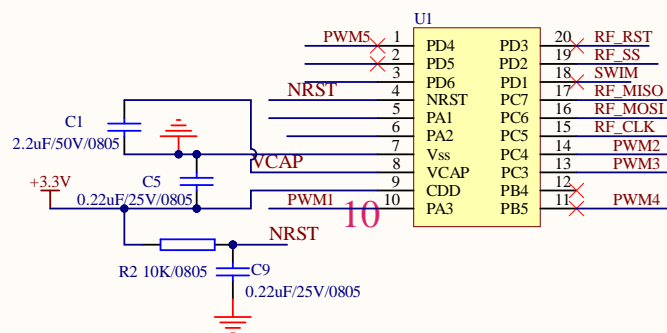 U1
PWM5 1 PD4 PD3 20 RF_RST
2 PD5 PD2 19 RF_SS
3 PD6 PD1 18 SWIM
NRST 4 NRST PC7 17 RF_MISO
5 PA1 PC6 16 RF_MOSI
6 PA2 PC5 15 RF_CLK
7 Vss PC4 14 PWM2
VCAP 8 VCAP PC3 13 PWM3
9 CDD PB4 12
PWM1 10 PA3 PB5 11 PWM4
10
C1
2.2uF/50V/0805
C5
0.22uF/25V/0805
+3.3V
NRST
R2 10K/0805
C9
0.22uF/25V/0805